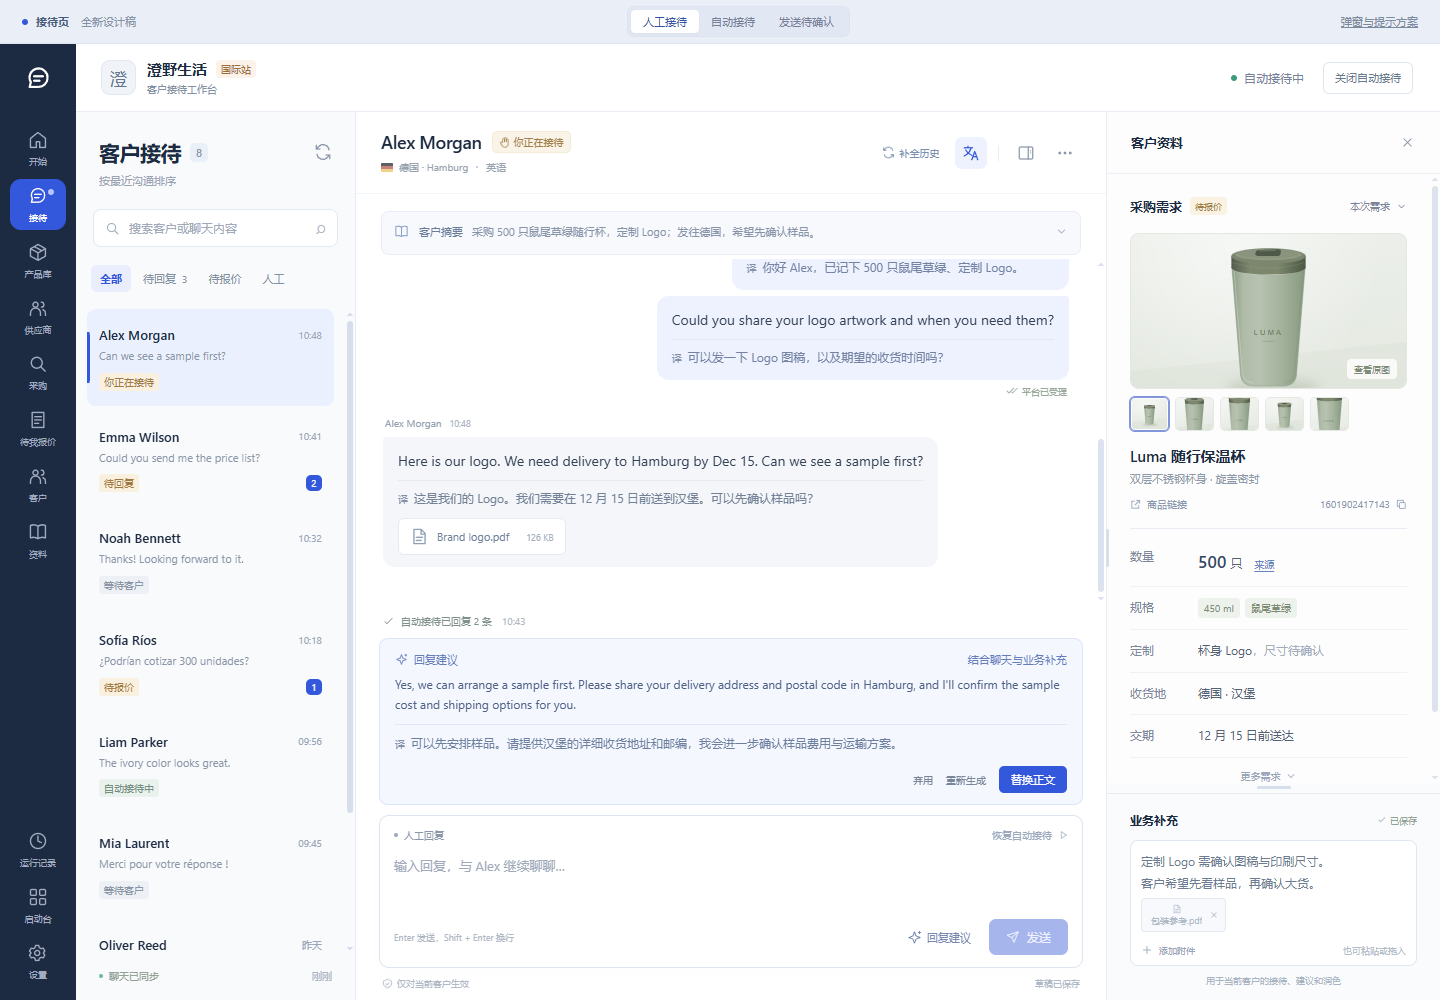 接待页 全新设计稿
人工接待 自动接待 发送待确认
弹窗与提示方案
澄
澄野生活 国际站
客户接待工作台
自动接待中
关闭自动接待
开始
接待
产品库
供应商
采购
待我报价
客户
资料
运行记录
启动台
设置
客户接待 8
按最近沟通排序
搜索客户或聊天内容
全部 待回复 3 待报价 人工
Alex Morgan 10:48
Can we see a sample first?
你正在接待
Emma Wilson 10:41
Could you send me the price list?
待回复 2
Noah Bennett 10:32
Thanks! Looking forward to it.
等待客户
Sofía Ríos 10:18
¿Podrían cotizar 300 unidades?
待报价 1
Liam Parker 09:56
The ivory color looks great.
自动接待中
Mia Laurent 09:45
Merci pour votre réponse !
等待客户
Oliver Reed 昨天
聊天已同步 刚刚
Alex Morgan 你正在接待
德国 · Hamburg · 英语
补全历史
客户摘要 采购 500 只鼠尾草绿随行杯，定制 Logo；发往德国，希望先确认样品。
译 你好 Alex，已记下 500 只鼠尾草绿、定制 Logo。
Could you share your logo artwork and when you need them?
译 可以发一下 Logo 图稿，以及期望的收货时间吗？
平台已受理
Alex Morgan 10:48
Here is our logo. We need delivery to Hamburg by Dec 15. Can we see a sample first?
译 这是我们的 Logo。我们需要在 12 月 15 日前送到汉堡。可以先确认样品吗？
Brand logo.pdf 126 KB
自动接待已回复 2 条 10:43
回复建议 结合聊天与业务补充
Yes, we can arrange a sample first. Please share your delivery address and postal code in Hamburg, and I'll confirm the sample
cost and shipping options for you.
译 可以先安排样品。请提供汉堡的详细收货地址和邮编，我会进一步确认样品费用与运输方案。
弃用 重新生成 替换正文
人工回复 恢复自动接待
输入回复，与 Alex 继续聊聊...
Enter 发送，Shift + Enter 换行
回复建议 发送
仅对当前客户生效 草稿已保存
客户资料
采购需求 待报价 本次需求
LUMA
查看原图
Luma 随行保温杯
双层不锈钢杯身 · 旋盖密封
商品链接 1601902417143
数量 500 只 来源
规格 450 ml 鼠尾草绿
定制 杯身 Logo，尺寸待确认
收货地 德国 · 汉堡
交期 12 月 15 日前送达
更多需求
业务补充 已保存
定制 Logo 需确认图稿与印刷尺寸。
客户希望先看样品，再确认大货。
包装参考.pdf
添加附件 也可粘贴或拖入
用于当前客户的接待、建议和润色